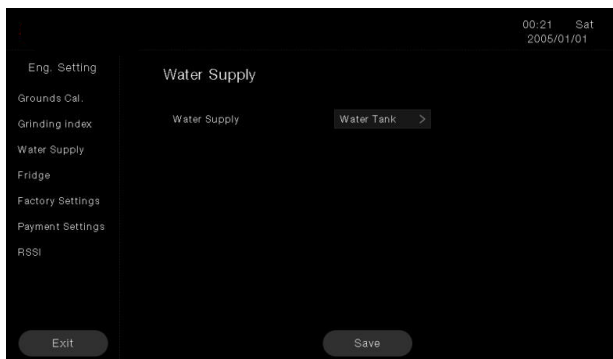 00:21 Sat
2005/01/01
Eng. Setting
Grounds Cal.
Grinding index
Water Supply
Fridge
Factory Settings
Payment Settings
RSSI
Exit
Water Supply
Water Supply Water Tank >
Save